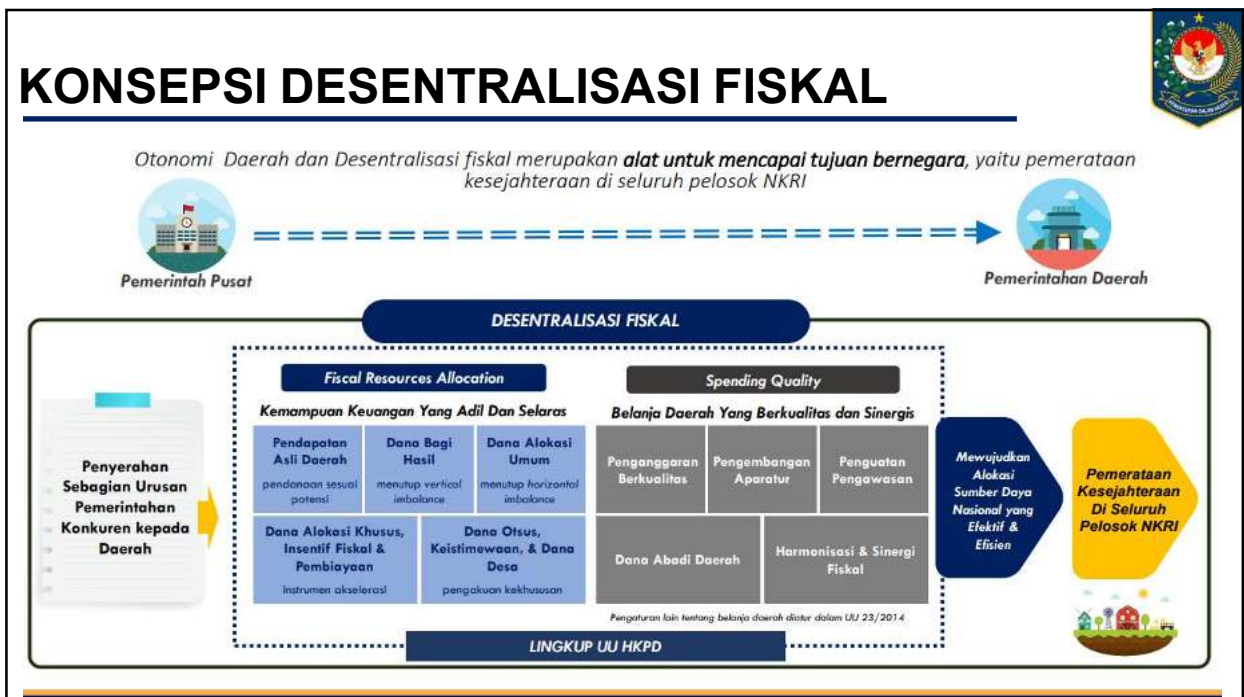 KONSEPSI DESENTRALISASI FISKAL
KEMENTERIAN DALAM NEGERI
Otonomi Daerah dan Desentralisasi fiskal merupakan alat untuk mencapai tujuan bernegara, yaitu pemerataan
kesejahteraan di seluruh pelosok NKRI
Pemerintah Pusat
Pemerintahan Daerah
DESENTRALISASI FISKAL
Penyerahan
Sebagian Urusan
Pemerintahan
Konkuren kepada
Daerah
Fiscal Resources Allocation
Kemampuan Keuangan Yang Adil Dan Selaras
Pendapatan
Asli Daerah
pendanaan sesuai
potensi
Dana Bagi
Hasil
menutup vertical
imbalance
Dana Alokasi
Umum
menutup horizontal
imbalance
Dana Alokasi Khusus,
Insentif Fiskal &
Pembiayaan
instrumen akselerasi
Dana Otsus,
Keistimewaan, & Dana
Desa
pengakuan kekhususan
Spending Quality
Belanja Daerah Yang Berkualitas dan Sinergis
Penganggaran
Berkualitas
Pengembangan
Aparatur
Penguatan
Pengawasan
Dana Abadi Daerah
Harmonisasi & Sinergi
Fiskal
Pengaturan lain tentang belanja daerah diatur dalam UU 23/2014
LINGKUP UU HKPD
Mewujudkan
Alokasi
Sumber Daya
Nasional yang
Efektif &
Efisien
Pemerataan
Kesejahteraan
Di Seluruh
Pelosok NKRI